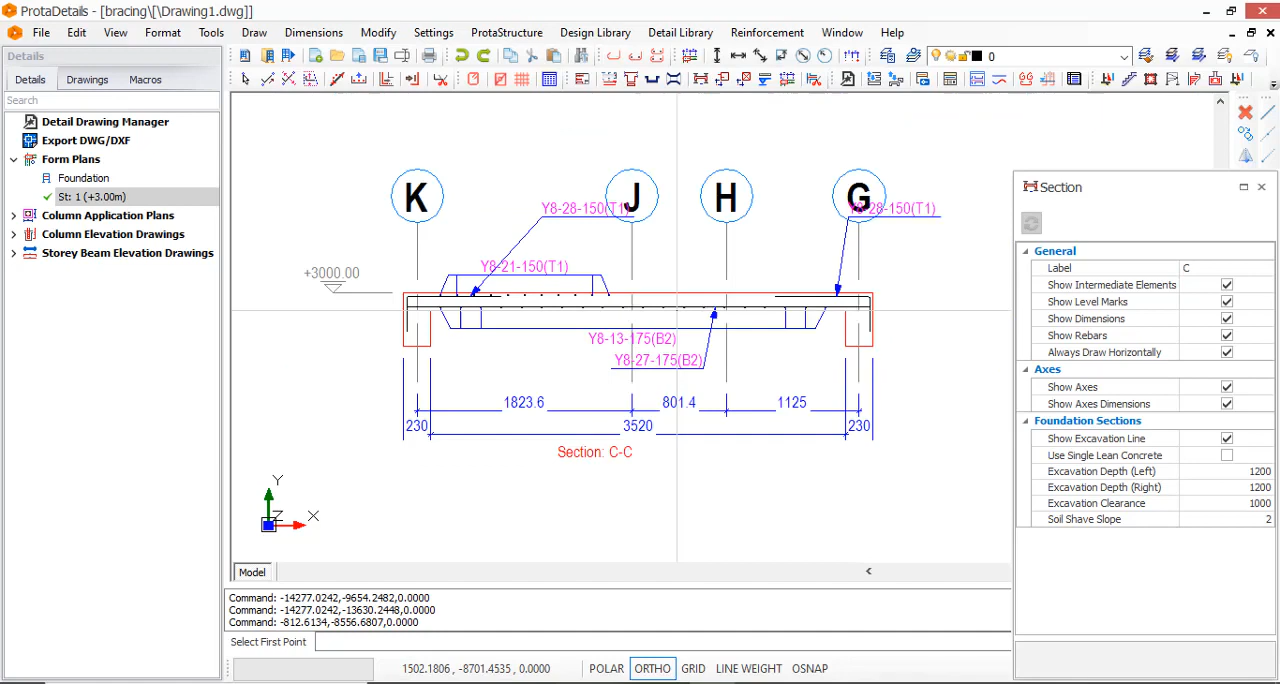 ProtaDetails - [bracing\[\Drawing1.dwg]]
File Edit View Format Tools Draw Dimensions Modify Settings ProtaStructure Design Library Detail Library Reinforcement Window Help
Details
Details Drawings Macros
0
Search
Detail Drawing Manager
Export DWG/DXF
Form Plans
Foundation
St: 1 (+3.00m)
Column Application Plans
Column Elevation Drawings
Storey Beam Elevation Drawings
K J H G
Y8-28-150(T1) Y8-28-150(T1)
Y8-21-150(T1)
+3000.00
Y8-13-175(B2)
Y8-27-175(B2)
1823.6 801.4 1125
230 3520 230
Section: C-C
Y
Z X
Model
Command: -14277.0242,-9654.2482,0.0000
Command: -14277.0242,-13630.2448,0.0000
Command: -812.6134,-8556.6807,0.0000
Select First Point
1502.1806 , -8701.4535 , 0.0000 POLAR ORTHO GRID LINE WEIGHT OSNAP
Section
General
Label C
Show Intermediate Elements
Show Level Marks
Show Dimensions
Show Rebars
Always Draw Horizontally
Axes
Show Axes
Show Axes Dimensions
Foundation Sections
Show Excavation Line
Use Single Lean Concrete
Excavation Depth (Left) 1200
Excavation Depth (Right) 1200
Excavation Clearance 1000
Soil Shave Slope 2